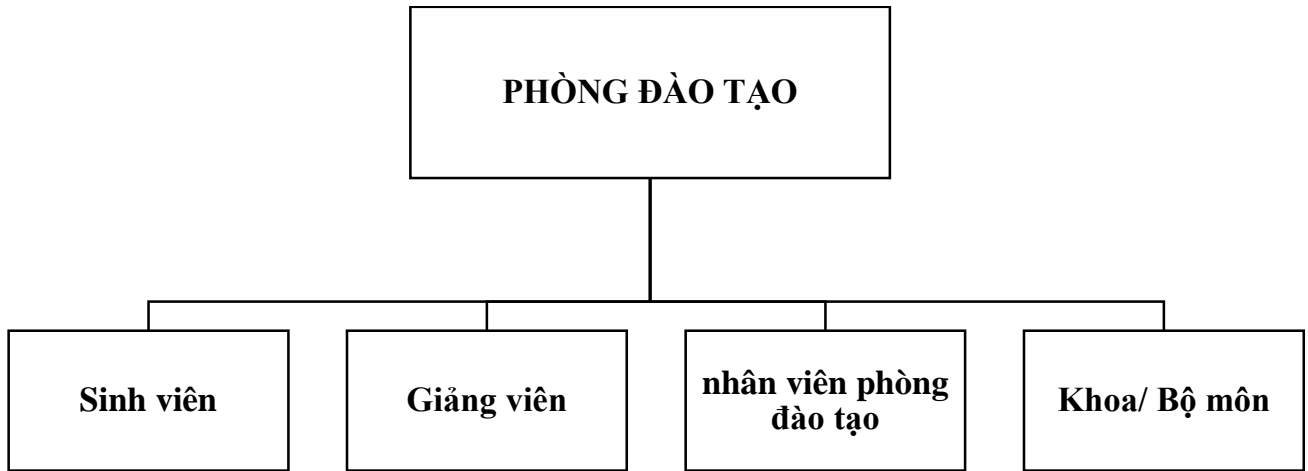 PHÒNG ĐÀO TẠO
Sinh viên
Giảng viên
nhân viên phòng
đào tạo
Khoa/ Bộ môn